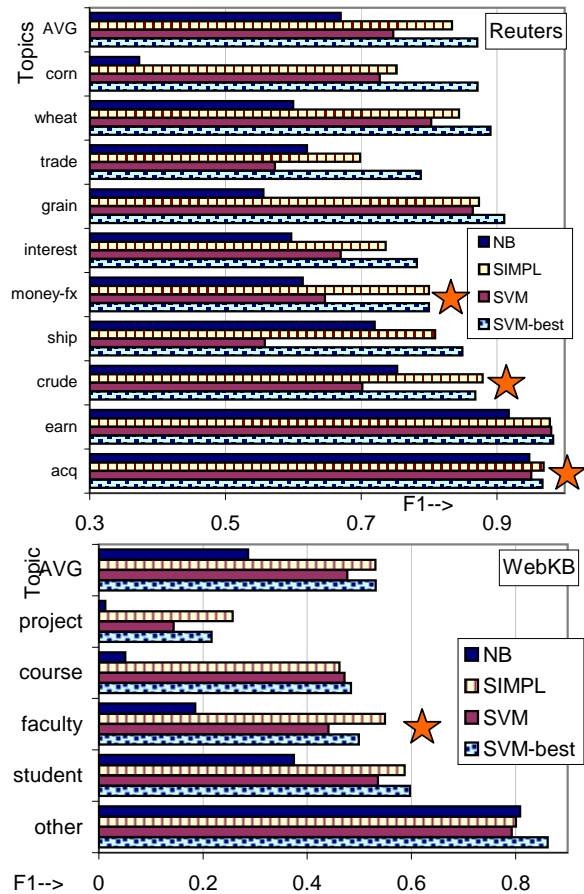 Reuters
Topics
AVG
corn
wheat
trade
grain
interest
money-fx
ship
crude
earn
acq
NB
SIMPL
SVM
SVM-best
F1-->
0.3
0.5
0.7
0.9
WebKB
Topic
AVG
project
course
faculty
student
other
NB
SIMPL
SVM
SVM-best
F1-->
0
0.2
0.4
0.6
0.8